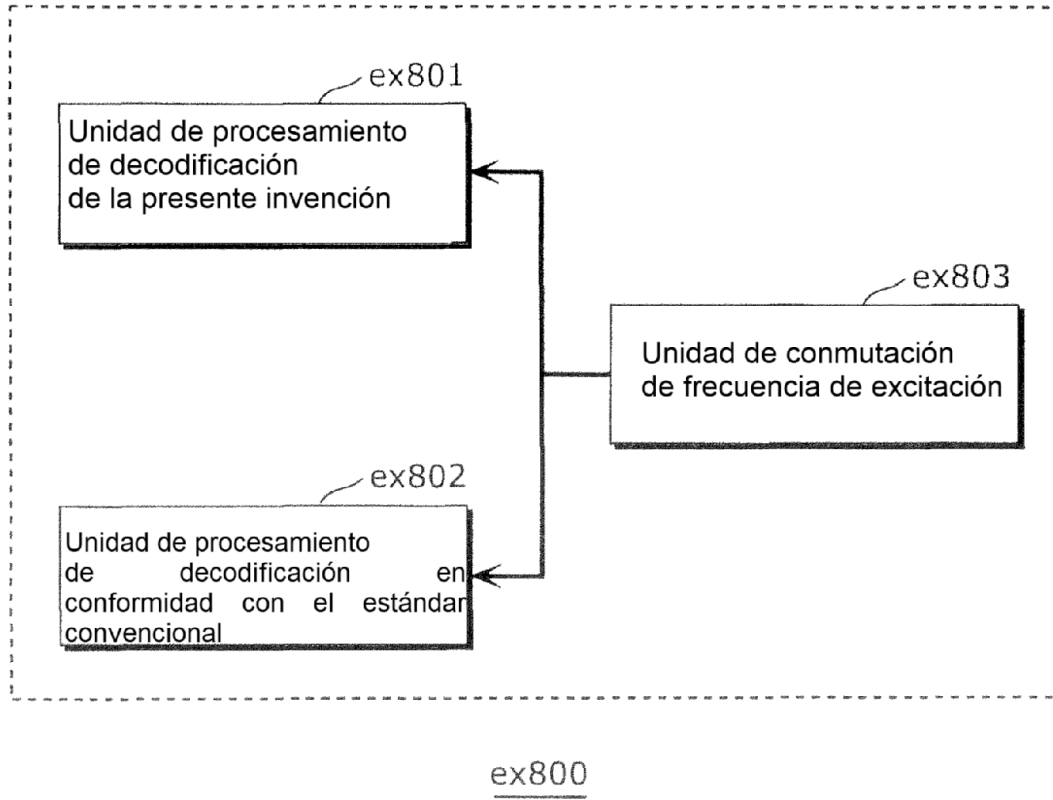 ex801
Unidad de procesamiento
de decodificación
de la presente invención
ex803
Unidad de conmutación
de frecuencia de excitación
ex802
Unidad de procesamiento
de decodificación en
conformidad con el estándar
convencional
ex800